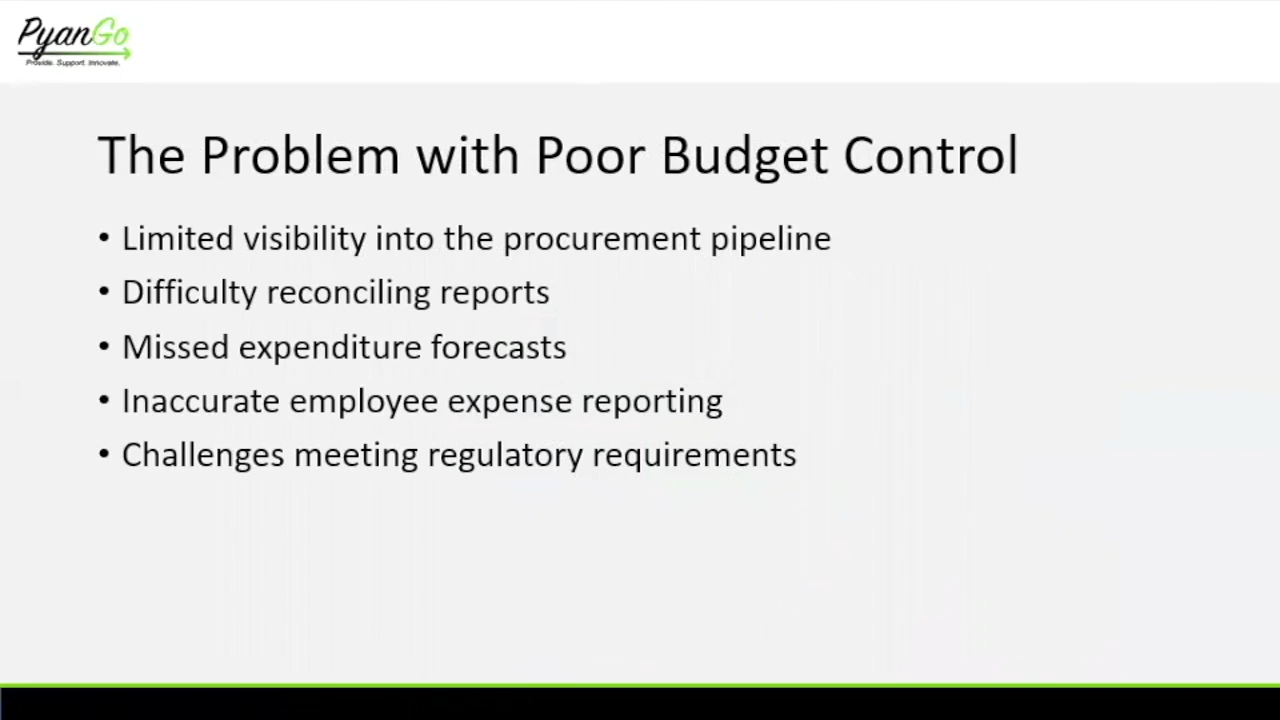 PyanGo
Provide. Support. Innovate.
The Problem with Poor Budget Control
• Limited visibility into the procurement pipeline
• Difficulty reconciling reports
• Missed expenditure forecasts
• Inaccurate employee expense reporting
• Challenges meeting regulatory requirements